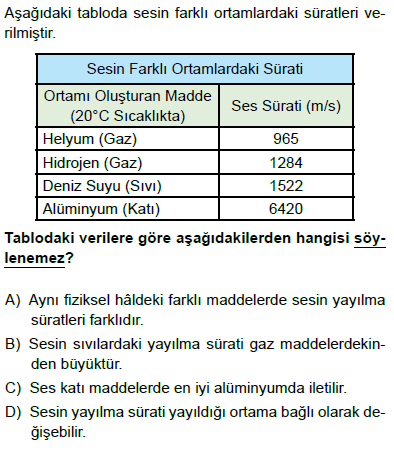 Aşağıdaki tabloda sesin farklı ortamlardaki süratleri ve-
rilmiştir.
Sesin Farklı Ortamlardaki Sürati
Ortamı Oluşturan Madde
(20°C Sıcaklıkta)
Ses Sürati (m/s)
Helyum (Gaz) 965
Hidrojen (Gaz) 1284
Deniz Suyu (Sıvı) 1522
Alüminyum (Katı) 6420
Tablodaki verilere göre aşağıdakilerden hangisi söy-
lenemez?
A) Aynı fiziksel hâldeki farklı maddelerde sesin yayılma
süratleri farklıdır.
B) Sesin sıvılardaki yayılma sürati gaz maddelerdekin-
den büyüktür.
C) Ses katı maddelerde en iyi alüminyumda iletilir.
D) Sesin yayılma sürati yayıldığı ortama bağlı olarak de-
ğişebilir.